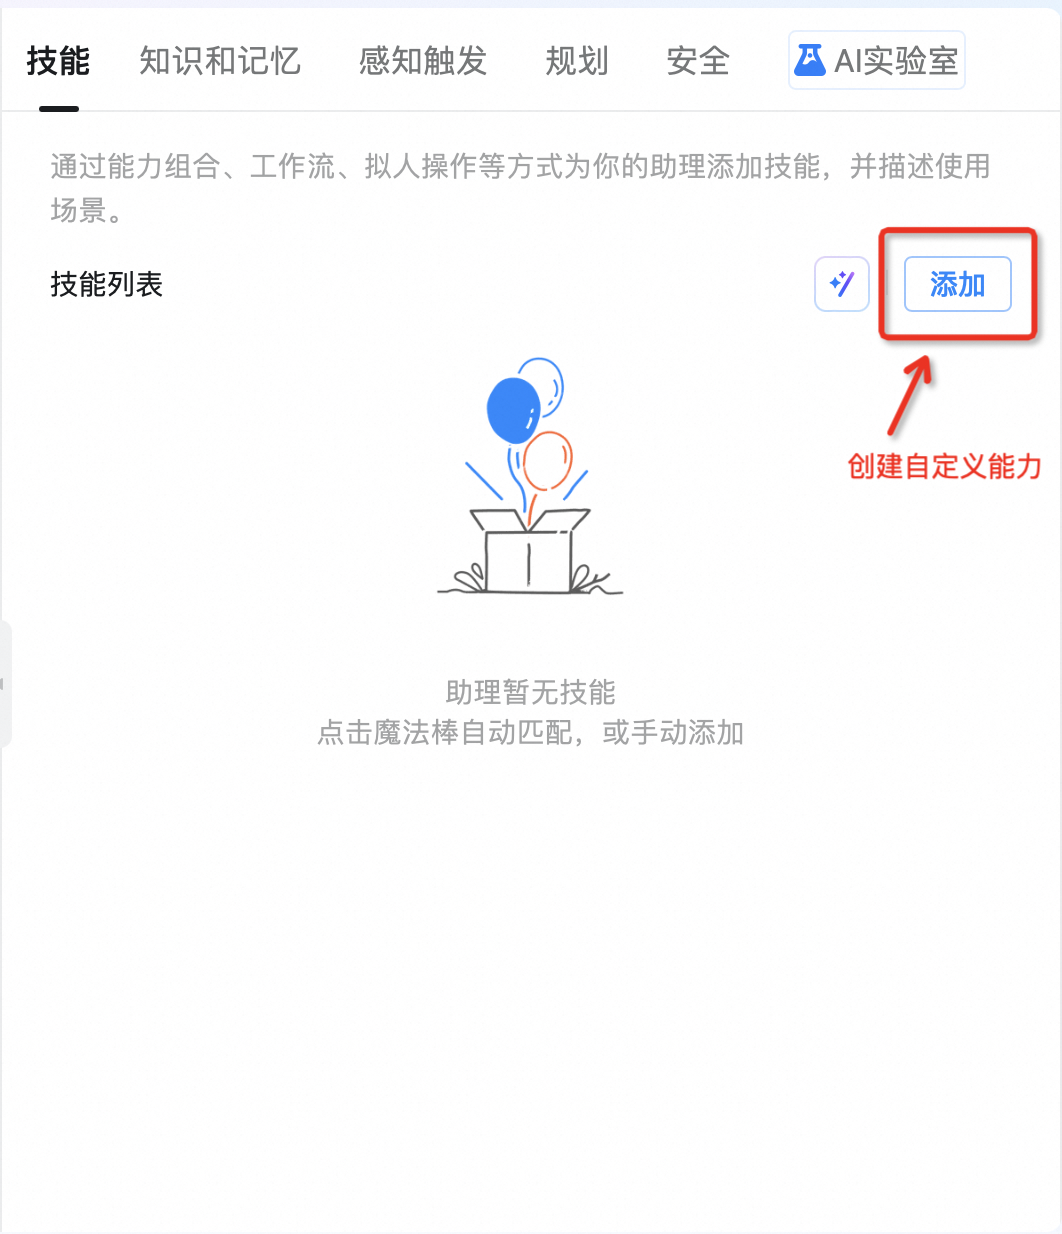 技能 知识和记忆 感知触发 规划 安全 AI实验室
通过能力组合、工作流、拟人操作等方式为你的助理添加技能，并描述使用
场景。
技能列表 添加
创建自定义能力
助理暂无技能
点击魔法棒自动匹配，或手动添加